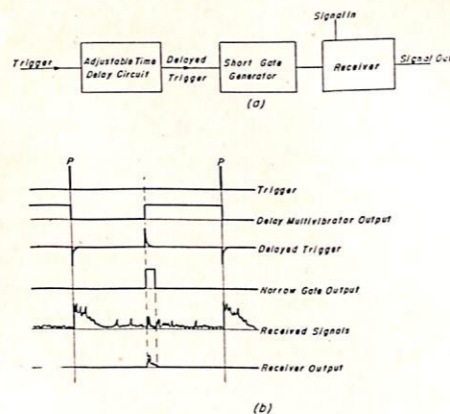 Signal In
Trigger
Adjustable Time
Delay Circuit
Delayed
Trigger
Short Gate
Generator
Receiver
Signal Out
(a)
P
P
Trigger
Delay Multivibrator Output
Delayed Trigger
Narrow Gate Output
Received Signals
Receiver Output
(b)